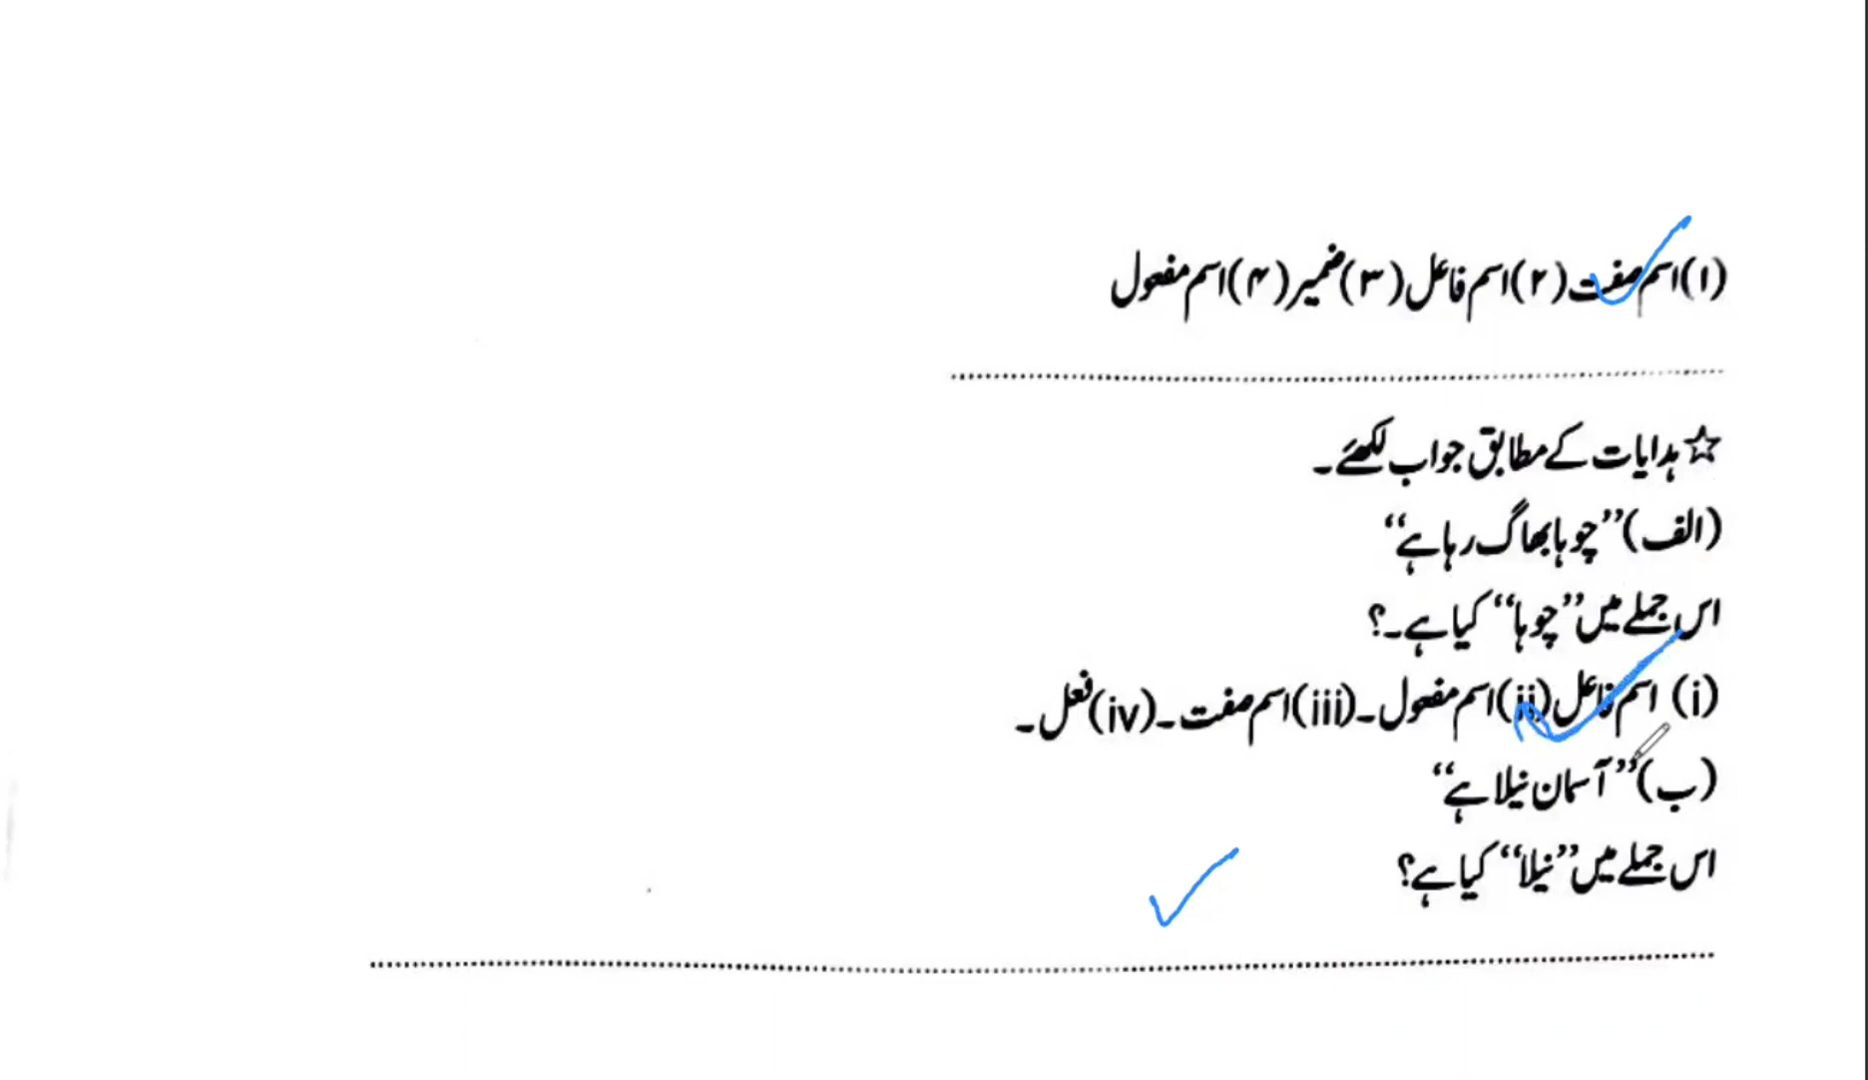 (۱)اسم صفت(۲)اسم فاعل(۳)ضمیر(۴)اسم مفعول
☆ ہدایات کے مطابق جواب لکھئے۔
(الف)”چوہا بھاگ رہا ہے“
اس جملے میں”چوہا“ کیا ہے۔؟
(i) اسم فاعل(ii)اسم مفعول۔(iii)اسم صفت۔(iv)فعل۔
(ب)”آسمان نیلا ہے“
اس جملے میں”نیلا“ کیا ہے؟